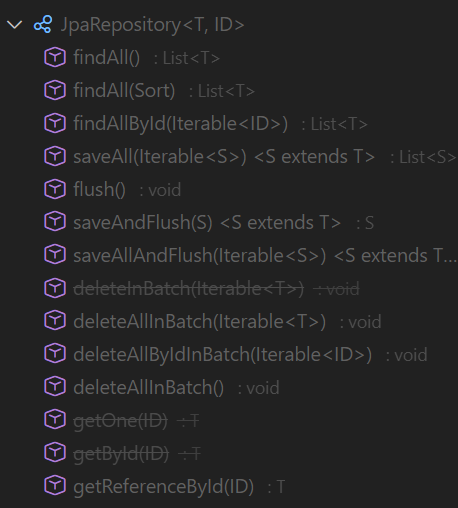 JpaRepository<T, ID>
findAll() : List<T>
findAll(Sort) : List<T>
findAllById(Iterable<ID>) : List<T>
saveAll(Iterable<S>) <S extends T> : List<S>
flush() : void
saveAndFlush(S) <S extends T> : S
saveAllAndFlush(Iterable<S>) <S extends T...
deleteInBatch(Iterable<T>) : void
deleteAllInBatch(Iterable<T>) : void
deleteAllByIdInBatch(Iterable<ID>) : void
deleteAllInBatch() : void
getOne(ID) : T
getById(ID) : T
getReferenceById(ID) : T